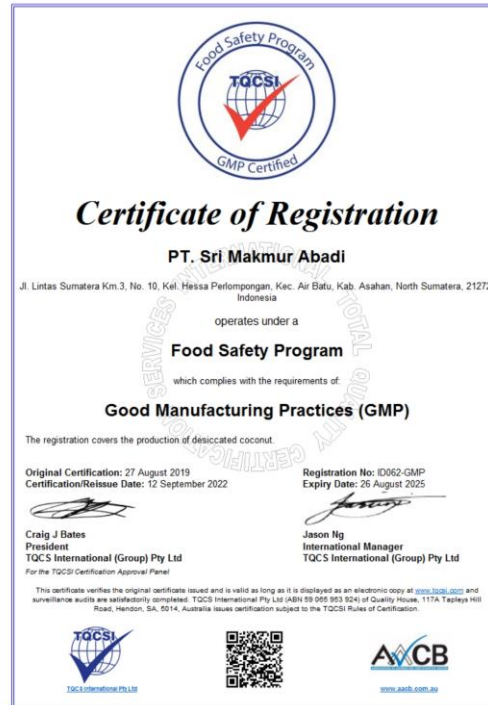 Food Safety Program
TQCSI
GMP Certified
Certificate of Registration
PT. Sri Makmur Abadi
Jl. Lintas Sumatera Km.3, No. 10, Kel. Hessa Perlompongan, Kec. Air Batu, Kab. Asahan, North Sumatera, 21272
Indonesia
operates under a
Food Safety Program
which complies with the requirements of:
Good Manufacturing Practices (GMP)
The registration covers the production of desiccated coconut.
TOTAL QUALITY CERTIFICATION SERVICES INTERNATIONAL
Original Certification: 27 August 2019
Certification/Reissue Date: 12 September 2022
Registration No: ID062-GMP
Expiry Date: 26 August 2025
Craig J Bates
President
TQCS International (Group) Pty Ltd
For the TQCSI Certification Approval Panel
Jason Ng
International Manager
TQCS International (Group) Pty Ltd
This certificate verifies the original certificate issued and is valid as long as it is displayed as an electronic copy at www.tqcsi.com and
surveillance audits are satisfactorily completed. TQCS International Pty Ltd (ABN 59 065 953 924) of Quality House, 117A Tapleys Hill
Road, Hendon, SA, 5014, Australia issues certification subject to the TQCSI Rules of Certification.
TQCSI
TQCS International Pty Ltd
AACB
www.aacb.com.au